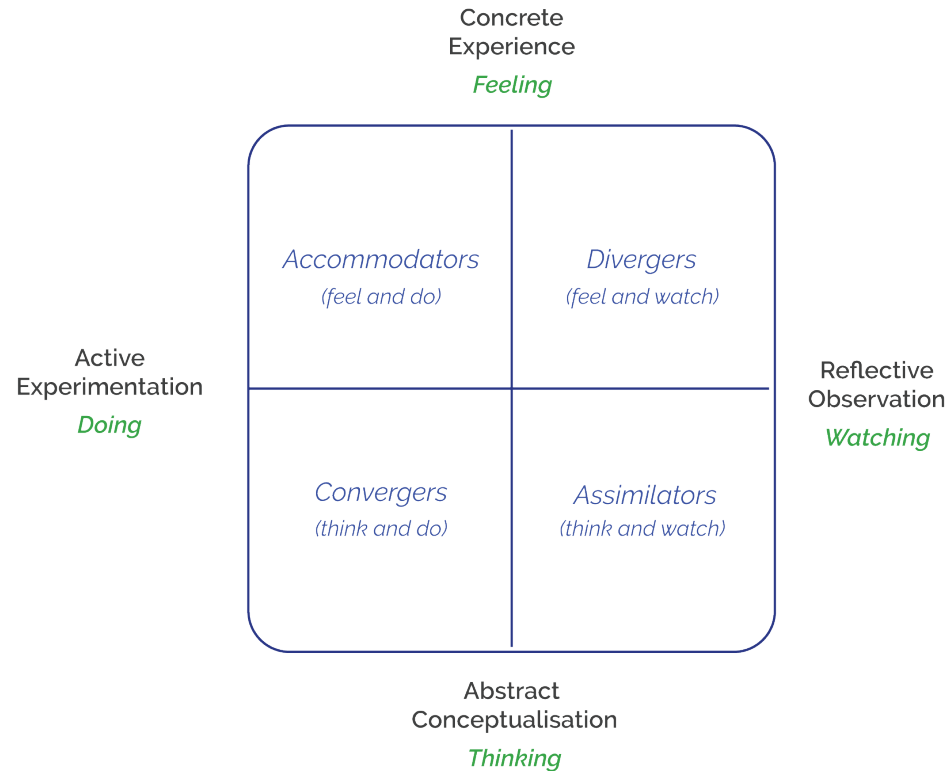 Concrete
Experience
Feeling
Accommodators
(feel and do)
Divergers
(feel and watch)
Active
Experimentation
Doing
Reflective
Observation
Watching
Convergers
(think and do)
Assimilators
(think and watch)
Abstract
Conceptualisation
Thinking